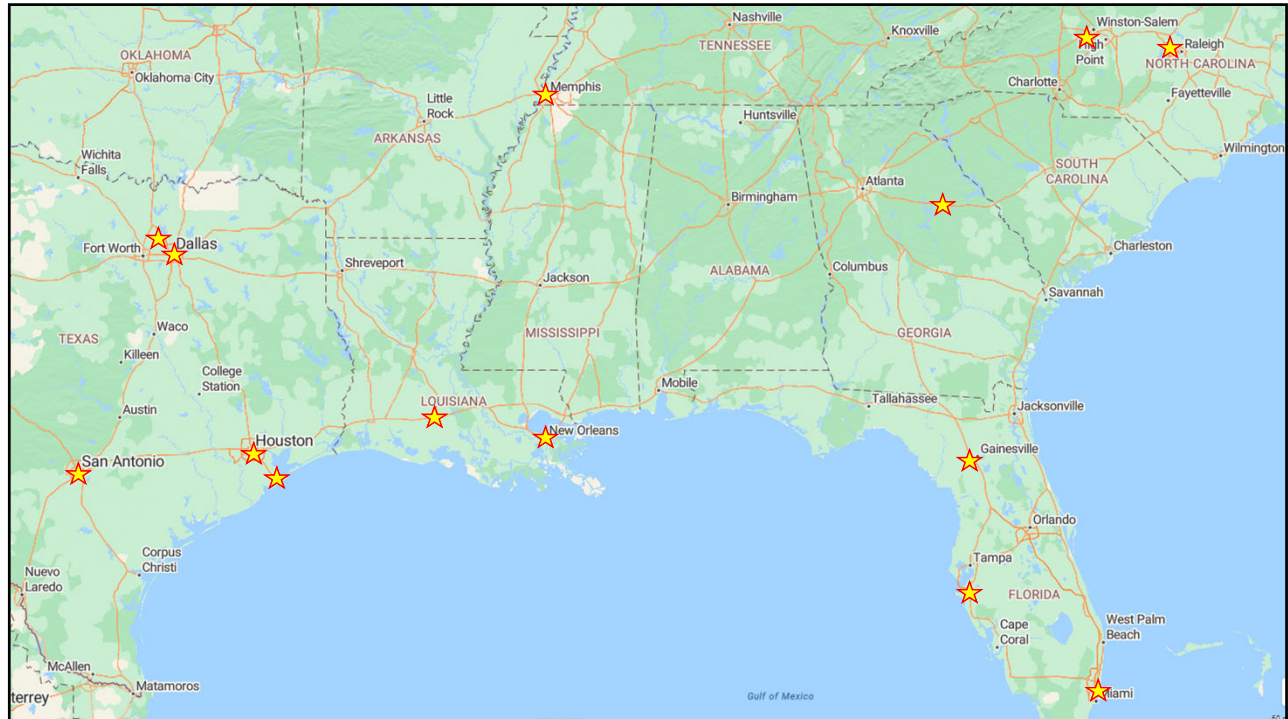 Nashville
Knoxville
Winston-Salem
High
Point
Raleigh
NORTH CAROLINA
OKLAHOMA
Oklahoma City
TENNESSEE
Charlotte
Fayetteville
Memphis
Little
Rock
ARKANSAS
Huntsville
Wilmington
Wichita
Falls
SOUTH
CAROLINA
Atlanta
Birmingham
Fort Worth
Dallas
Charleston
Shreveport
Jackson
ALABAMA
Columbus
Savannah
Waco
TEXAS
Killeen
MISSISSIPPI
GEORGIA
College
Station
Mobile
LOUISIANA
Tallahassee
Jacksonville
Austin
New Orleans
Houston
San Antonio
Gainesville
Orlando
Corpus
Christi
Tampa
Nuevo
Laredo
FLORIDA
West Palm
Beach
Cape
Coral
McAllen
Matamoros
terrey
Gulf of Mexico
Miami